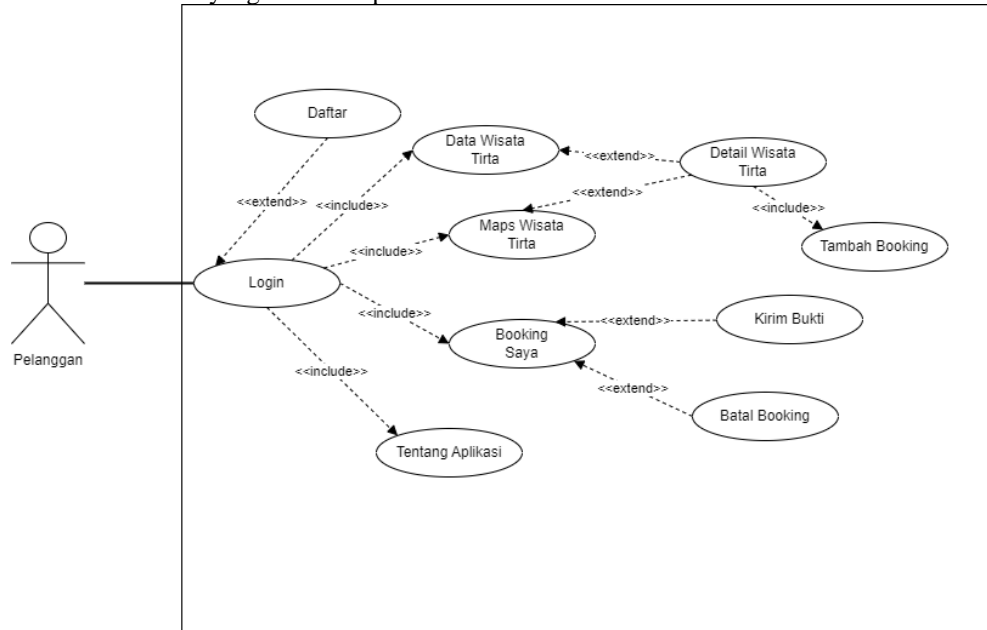 Daftar
Data Wisata
Tirta
<<extend>>
Detail Wisata
Tirta
<<extend>>
<<extend>>
<<include>>
<<include>>
Maps Wisata
Tirta
<<include>>
Tambah Booking
Login
<<include>>
<<extend>>
Kirim Bukti
Booking
Saya
Pelanggan
<<include>>
<<extend>>
Batal Booking
Tentang Aplikasi